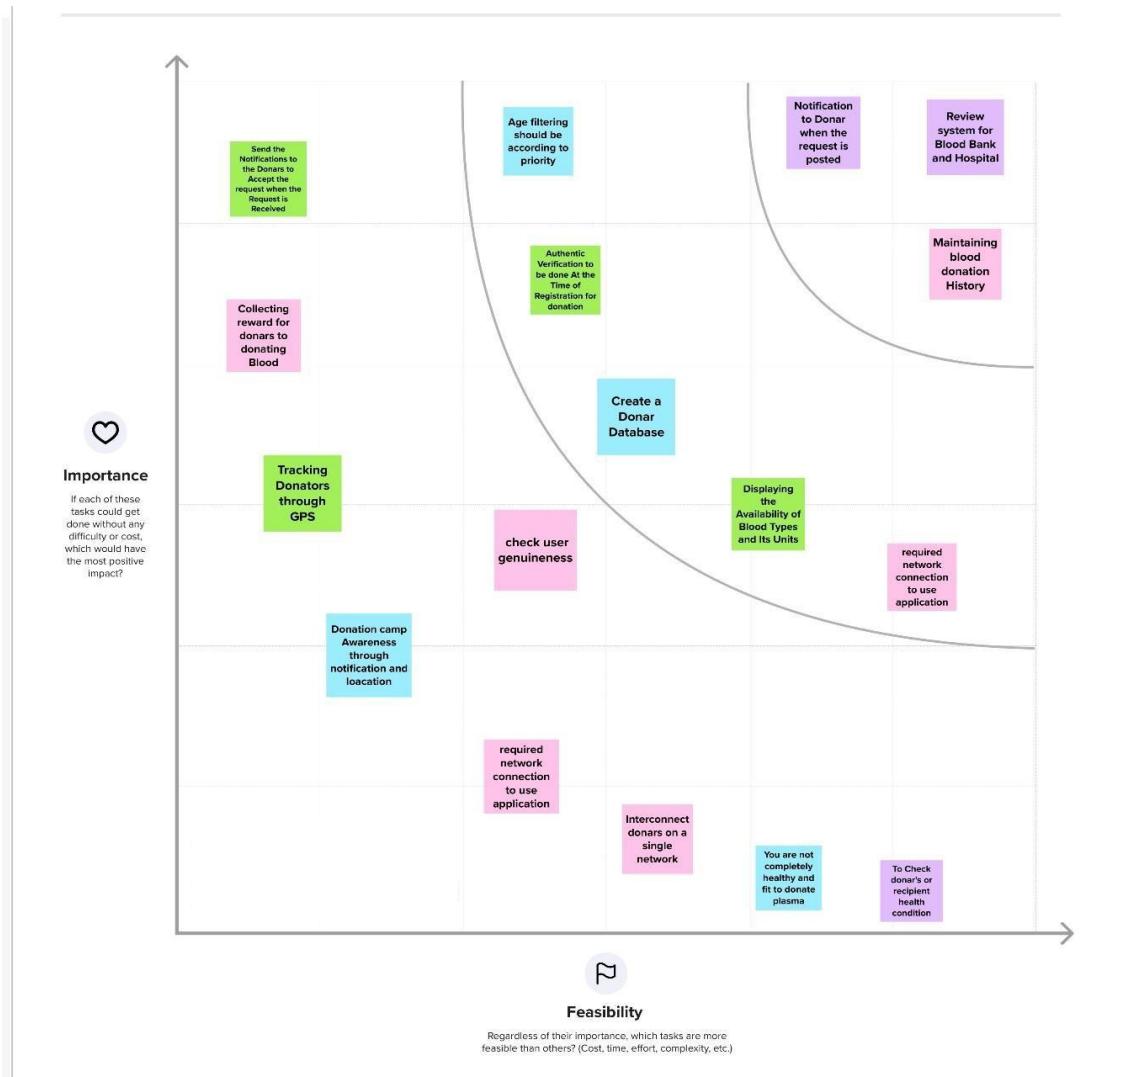 Age filtering
should be
according to
priority
Notification
to Donar
when the
request is
posted
Review
system for
Blood Bank
and Hospital
Send the
Notifications to
the Donars to
Accept the
request when the
Request is
Received
Authentic
Verification to
be done At the
Time of
Registration for
donation
Maintaining
blood
donation
History
Collecting
reward for
donars to
donating
Blood
Create a
Donar
Database
Importance
If each of these
tasks could get
done without any
difficulty or cost,
which would have
the most positive
impact?
Tracking
Donators
through
GPS
check user
genuineness
Displaying
the
Availability of
Blood Types
and Its Units
required
network
connection
to use
application
Donation camp
Awareness
through
notification and
loacation
required
network
connection
to use
application
Interconnect
donars on a
single
network
You are not
completely
healthy and
fit to donate
plasma
To Check
donar's or
recipient
health
condition
Feasibility
Regardless of their importance, which tasks are more
feasible than others? (Cost, time, effort, complexity, etc.)